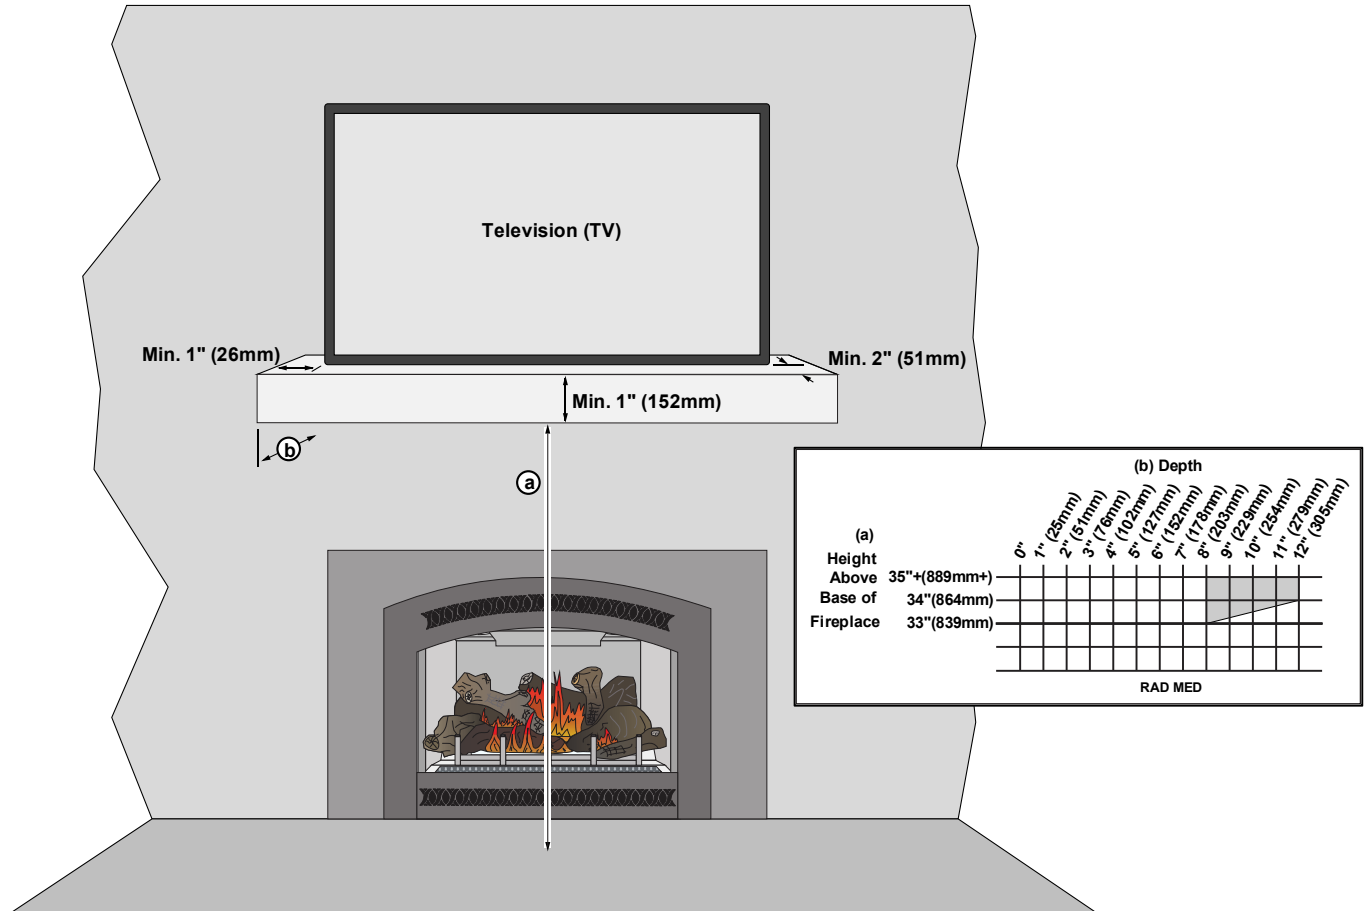 Television (TV)
Min. 1" (26mm)
Min. 2" (51mm)
Min. 1" (152mm)
b
a
(b) Depth
0"
1" (25mm)
2" (51mm)
3" (76mm)
4" (102mm)
5" (127mm)
6" (152mm)
7" (178mm)
8" (203mm)
9" (229mm)
10" (254mm)
11" (279mm)
12" (305mm)
(a)
Height
Above 35"+(889mm+)
Base of 34"(864mm)
Fireplace 33"(839mm)
RAD MED